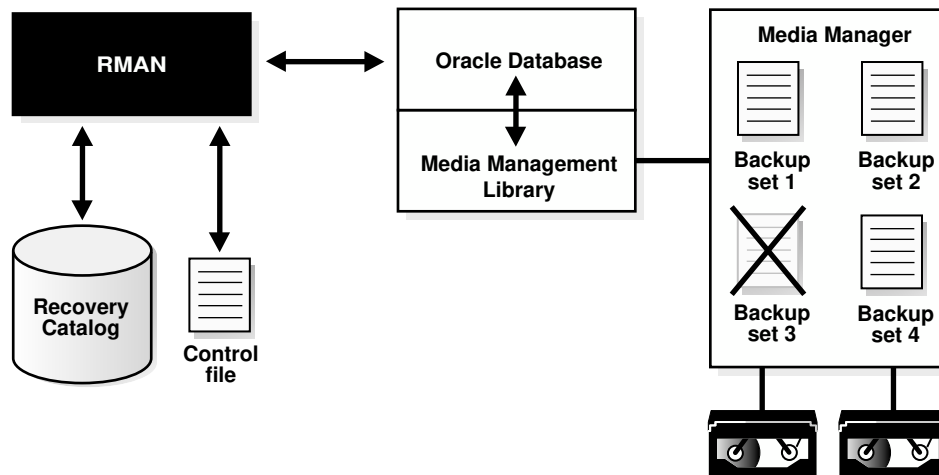 RMAN
Oracle Database
Media Management
Library
Recovery
Catalog
Control
file
Media Manager
Backup
set 1
Backup
set 2
Backup
set 3
Backup
set 4